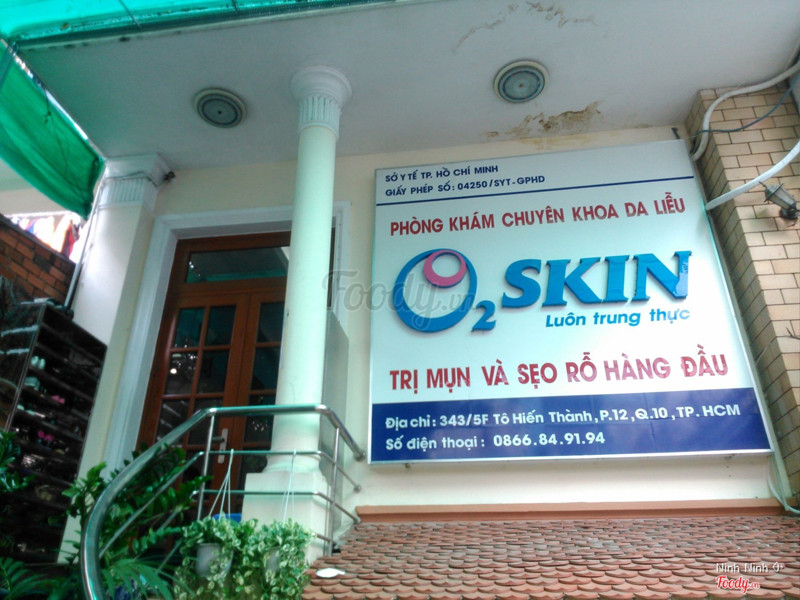 SỞ Y TẾ TP. HỒ CHÍ MINH
GIẤY PHÉP SỐ: 04250/SYT-GPHD
PHÒNG KHÁM CHUYÊN KHOA DA LIỄU
O2 SKIN
Luôn trung thực
TRỊ MỤN VÀ SẸO RỖ HÀNG ĐẦU
Địa chỉ: 343/5F Tô Hiến Thành, P.12, Q.10, TP. HCM
Số điện thoại: 0866.84.91.94
Foody.vn
Ninh Ninh
Foody.vn